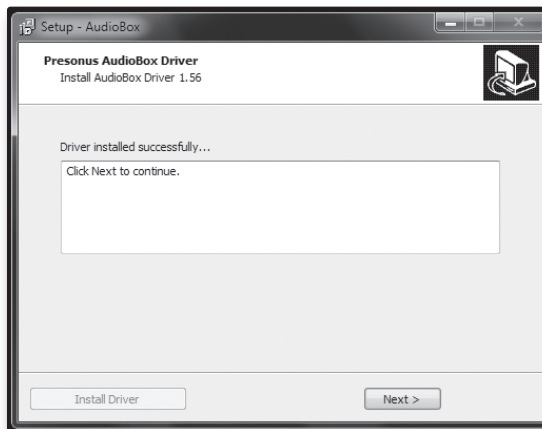 Setup - AudioBox
Presonus AudioBox Driver
Install AudioBox Driver 1.56
Driver installed successfully...
Click Next to continue.
Install Driver
Next >